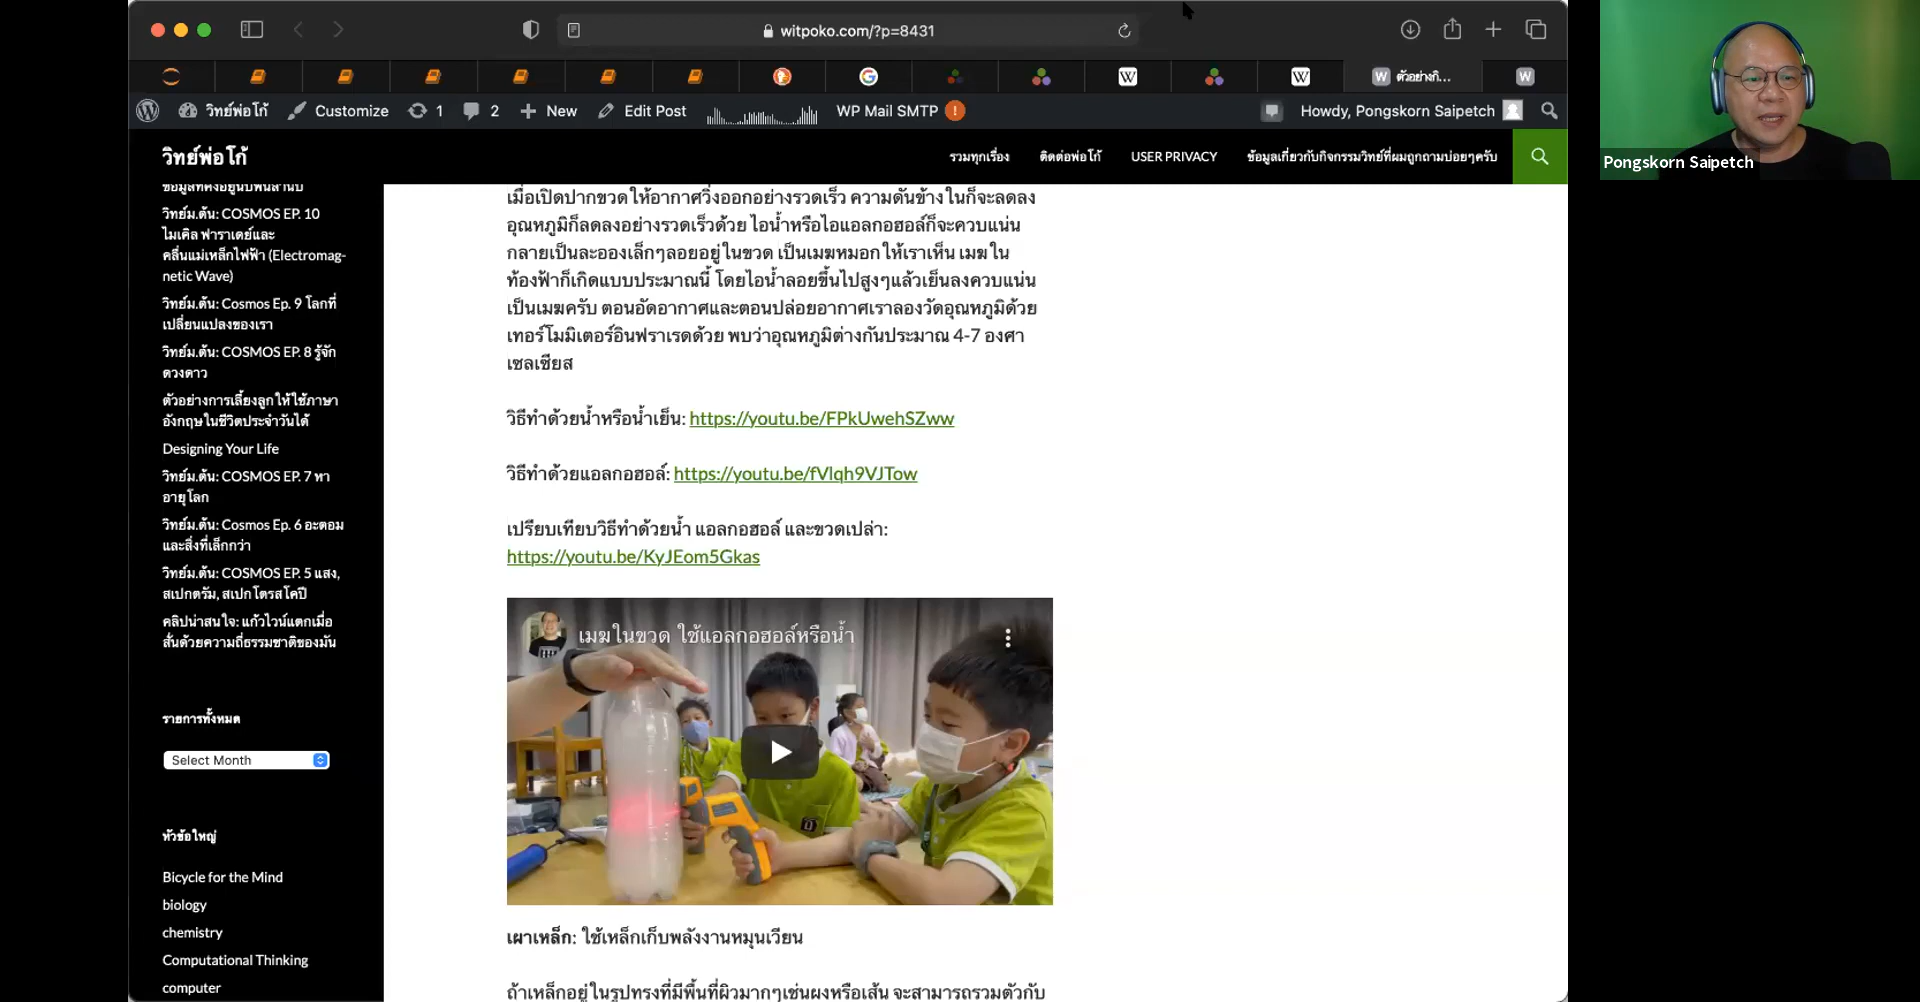 witpoko.com/?p=8431
ตัวอย่างกิ...
วิทย์พ่อโก้
Customize
1
2
New
Edit Post
WP Mail SMTP
!
Howdy, Pongskorn Saipetch
วิทย์พ่อโก้
รวมทุกเรื่อง
ติดต่อพ่อโก้
USER PRIVACY
ข้อมูลเกี่ยวกับกิจกรรมวิทย์ที่ผมถูกถามบ่อยๆครับ
Pongskorn Saipetch
วิทย์ม.ต้น: COSMOS EP. 10
ไมเคิล ฟาราเดย์และ
คลื่นแม่เหล็กไฟฟ้า (Electromag-
netic Wave)
วิทย์ม.ต้น: Cosmos Ep. 9 โลกที่
เปลี่ยนแปลงของเรา
วิทย์ม.ต้น: COSMOS EP. 8 รู้จัก
ดวงดาว
ตัวอย่างการเลี้ยงลูกให้ใช้ภาษา
อังกฤษในชีวิตประจำวันได้
Designing Your Life
วิทย์ม.ต้น: COSMOS EP. 7 หา
อายุโลก
วิทย์ม.ต้น: Cosmos Ep. 6 อะตอม
และสิ่งที่เล็กกว่า
วิทย์ม.ต้น: COSMOS EP. 5 แสง,
สเปกตรัม, สเปกโตรสโคปี
คลิปน่าสนใจ: แก้วไวน์แตกเมื่อ
สั่นด้วยความถี่ธรรมชาติของมัน
รายการทั้งหมด
Select Month
หัวข้อใหญ่
Bicycle for the Mind
biology
chemistry
Computational Thinking
computer
เมื่อเปิดปากขวดให้อากาศวิ่งออกอย่างรวดเร็ว ความดันข้างในก็จะลดลง
อุณหภูมิก็ลดลงอย่างรวดเร็วด้วย ไอน้ำหรือไอแอลกอฮอล์ก็จะควบแน่น
กลายเป็นละอองเล็กๆลอยอยู่ในขวด เป็นเมฆหมอกให้เราเห็น เมฆใน
ท้องฟ้าก็เกิดแบบประมาณนี้ โดยไอน้ำลอยขึ้นไปสูงๆแล้วเย็นลงควบแน่น
เป็นเมฆครับ ตอนอัดอากาศและตอนปล่อยอากาศเราลองวัดอุณหภูมิด้วย
เทอร์โมมิเตอร์อินฟราเรดด้วย พบว่าอุณหภูมิต่างกันประมาณ 4-7 องศา
เซลเซียส
วิธีทำด้วยน้ำหรือน้ำเย็น: https://youtu.be/FPkUwehSZww
วิธีทำด้วยแอลกอฮอล์: https://youtu.be/fVlqh9VJTow
เปรียบเทียบวิธีทำด้วยน้ำ แอลกอฮอล์ และขวดเปล่า:
https://youtu.be/KyJEom5Gkas
เมฆในขวด ใช้แอลกอฮอล์หรือน้ำ
เผาเหล็ก: ใช้เหล็กเก็บพลังงานหมุนเวียน
ถ้าเหล็กอยู่ในรูปทรงที่มีพื้นที่ผิวมากๆเช่นผงหรือเส้น จะสามารถรวมตัวกับ